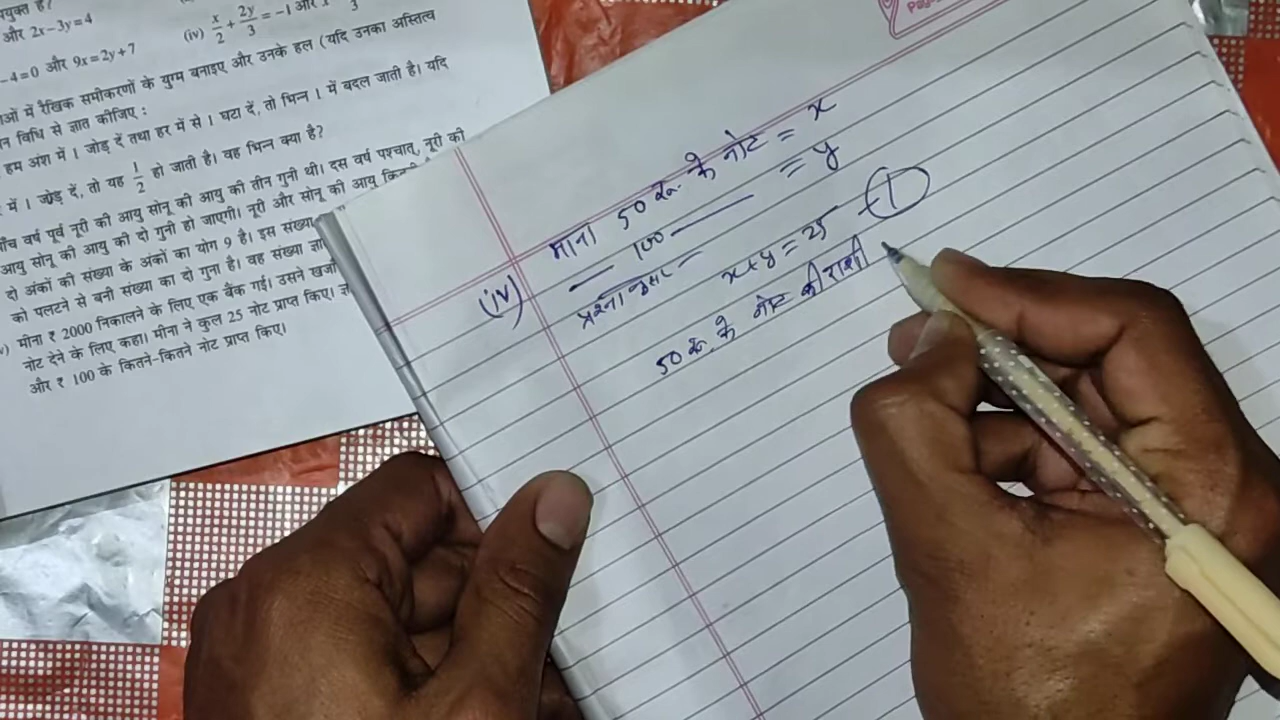 और 2x-3y=4
(iv) x/2 + 2y/3 = -1 और
-4=0 और 9x=2y+7
में रैखिक समीकरणों के युग्म बनाइए और उनके हल (यदि उनका अस्तित्व
विधि से ज्ञात कीजिए :
हम अंश में 1 जोड़ दें तथा हर में से 1 घटा दें, तो भिन्न 1 में बदल जाती है। यदि
में 1 जोड़ दें, तो यह 1/2 हो जाती है। वह भिन्न क्या है?
वर्ष पूर्व नूरी की आयु सोनू की आयु की तीन गुनी थी। दस वर्ष पश्चात्, नूरी की
आयु सोनू की आयु की दो गुनी हो जाएगी। नूरी और सोनू की आयु
दो अंकों की संख्या के अंकों का योग 9 है। इस संख्या
को पलटने से बनी संख्या का दो गुना है। वह संख्या
मीना ₹ 2000 निकालने के लिए एक बैंक गई। उसने
नोट देने के लिए कहा। मीना ने कुल 25 नोट प्राप्त किए।
और ₹ 100 के कितने-कितने नोट प्राप्त किए।
(iv) माना 50 रू. के नोट = x
100 = y
x+y = 25 - 1
50 रू. के नोट की राशी